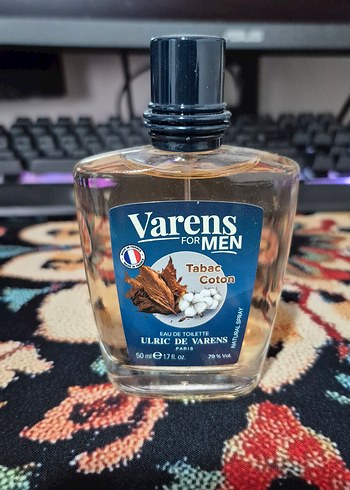 ASUS
Varens
FOR MEN
Tabac
Coton
EAU DE TOILETTE
ULRIC DE VARENS
PARIS
50 ml e 1.7 fl. oz.
79 % Vol.
NATURAL SPRAY